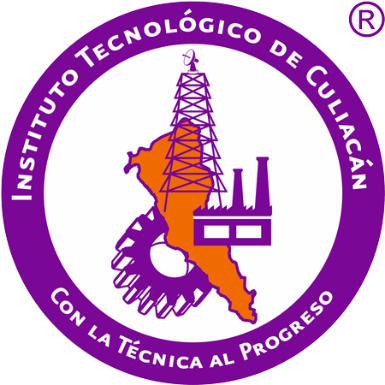 ®
INSTITUTO TECNOLÓGICO DE CULIACÁN
CON LA TÉCNICA AL PROGRESO